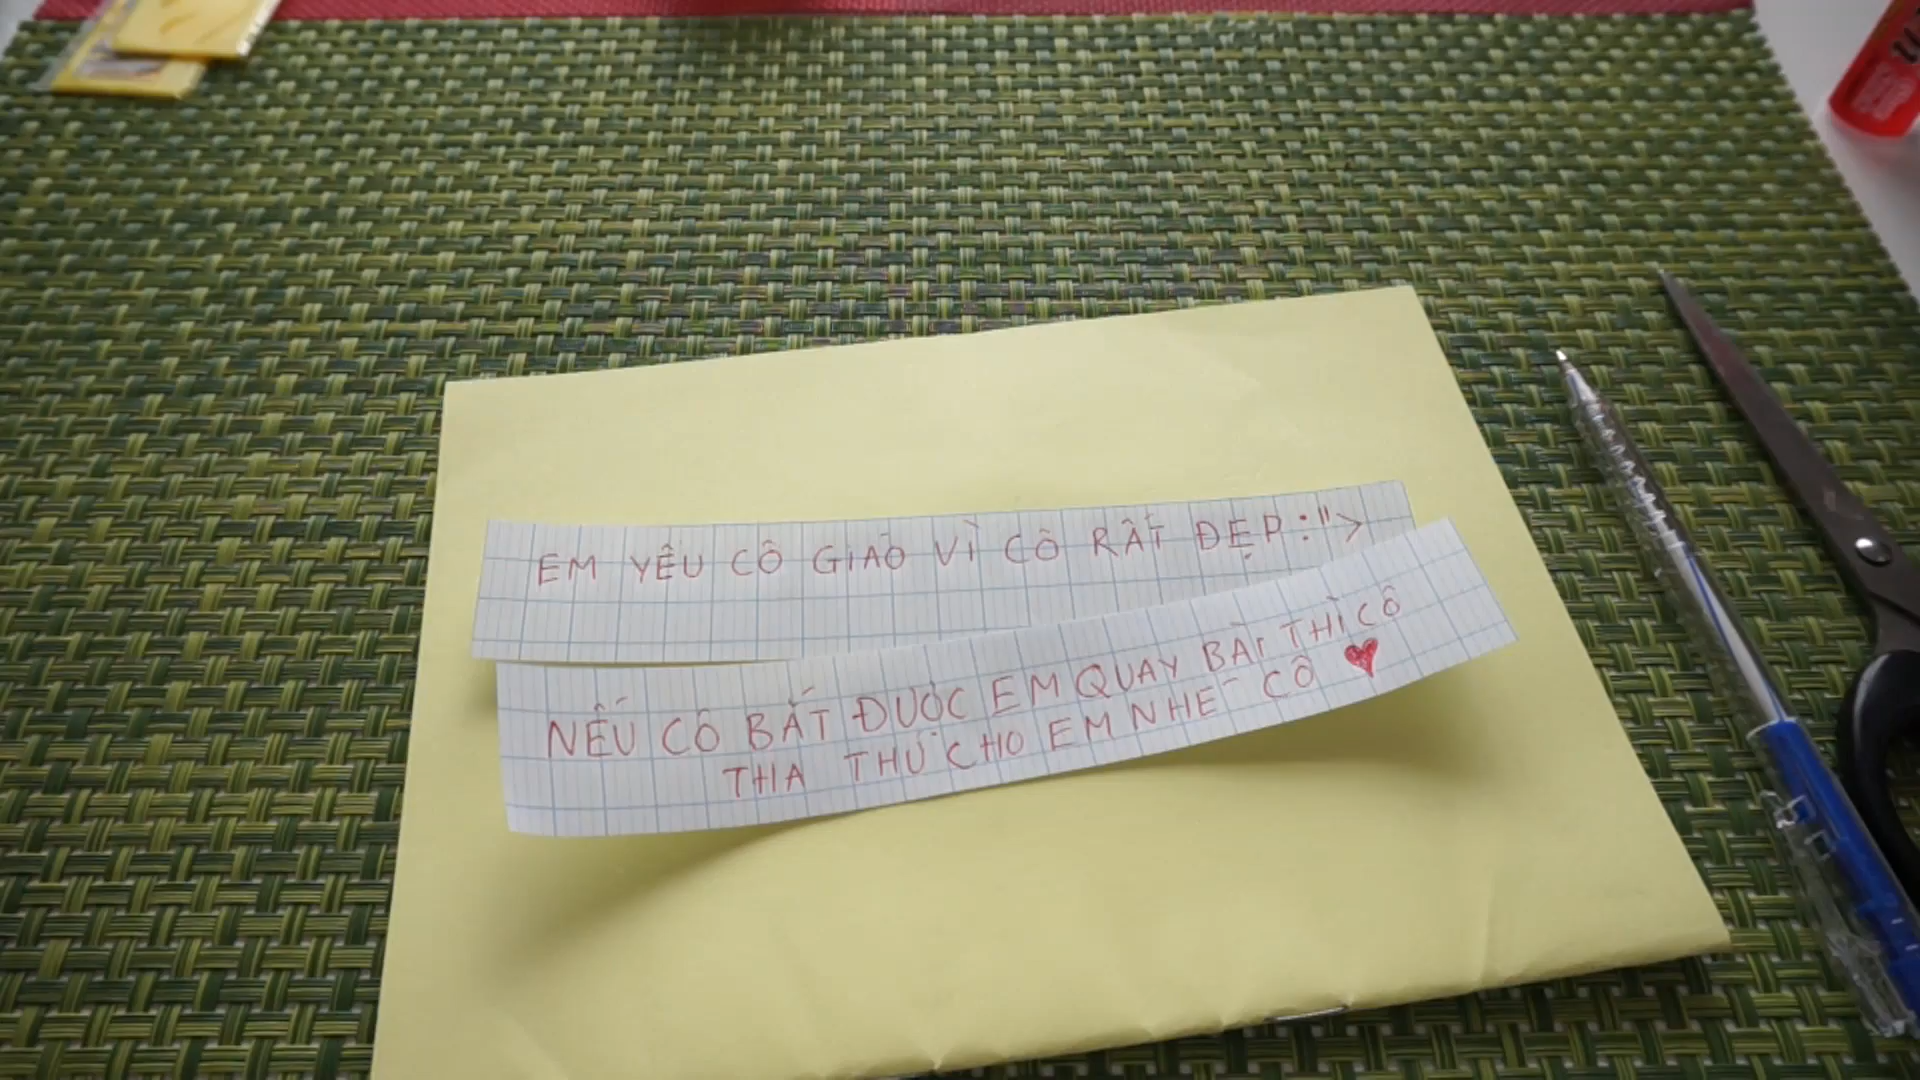 EM YÊU CÔ GIÁO VÌ CÔ RẤT ĐẸP :">
NẾU CÔ BẮT ĐƯỢC EM QUAY BÀI THÌ CÔ
THA THỨ CHO EM NHÉ CÔ ♥